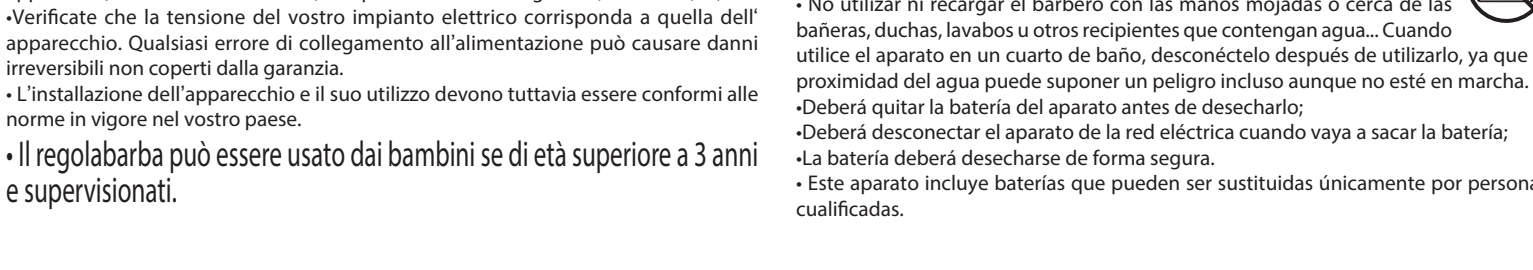 •Verificate che la tensione del vostro impianto elettrico corrisponda a quella dell‘
apparecchio. Qualsiasi errore di collegamento all’alimentazione può causare danni
irreversibili non coperti dalla garanzia.
• L’installazione dell’apparecchio e il suo utilizzo devono tuttavia essere conformi alle
norme in vigore nel vostro paese.
• Il regolabarba può essere usato dai bambini se di età superiore a 3 anni
e supervisionati.
• No utilizar ni recargar el barbero con las manos mojadas o cerca de las
bañeras, duchas, lavabos u otros recipientes que contengan agua... Cuando
utilice el aparato en un cuarto de baño, desconéctelo después de utilizarlo, ya que
proximidad del agua puede suponer un peligro incluso aunque no esté en marcha.
•Deberá quitar la batería del aparato antes de desecharlo;
•Deberá desconectar el aparato de la red eléctrica cuando vaya a sacar la batería;
•La batería deberá desecharse de forma segura.
• Este aparato incluye baterías que pueden ser sustituidas únicamente por persona
cualificadas.